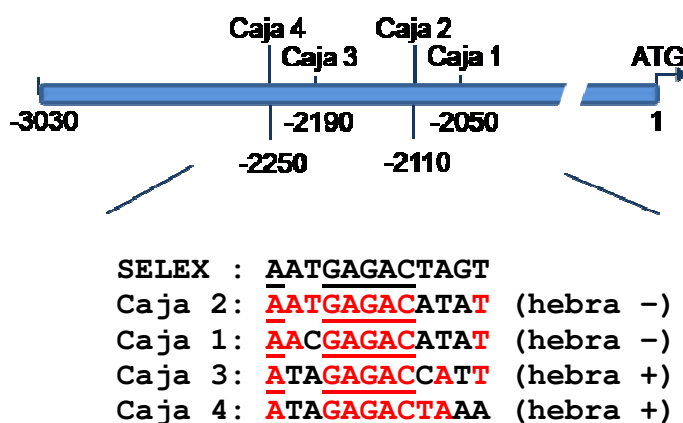 Caja 4 Caja 2
Caja 3 Caja 1 ATG
-3030 -2190 -2050 1
-2250 -2110
SELEX : AATGAGACTAGT
Caja 2: AATGAGACATAT (hebra -)
Caja 1: AACGAGACATAT (hebra -)
Caja 3: ATAGAGACCATT (hebra +)
Caja 4: ATAGAGACTAAA (hebra +)